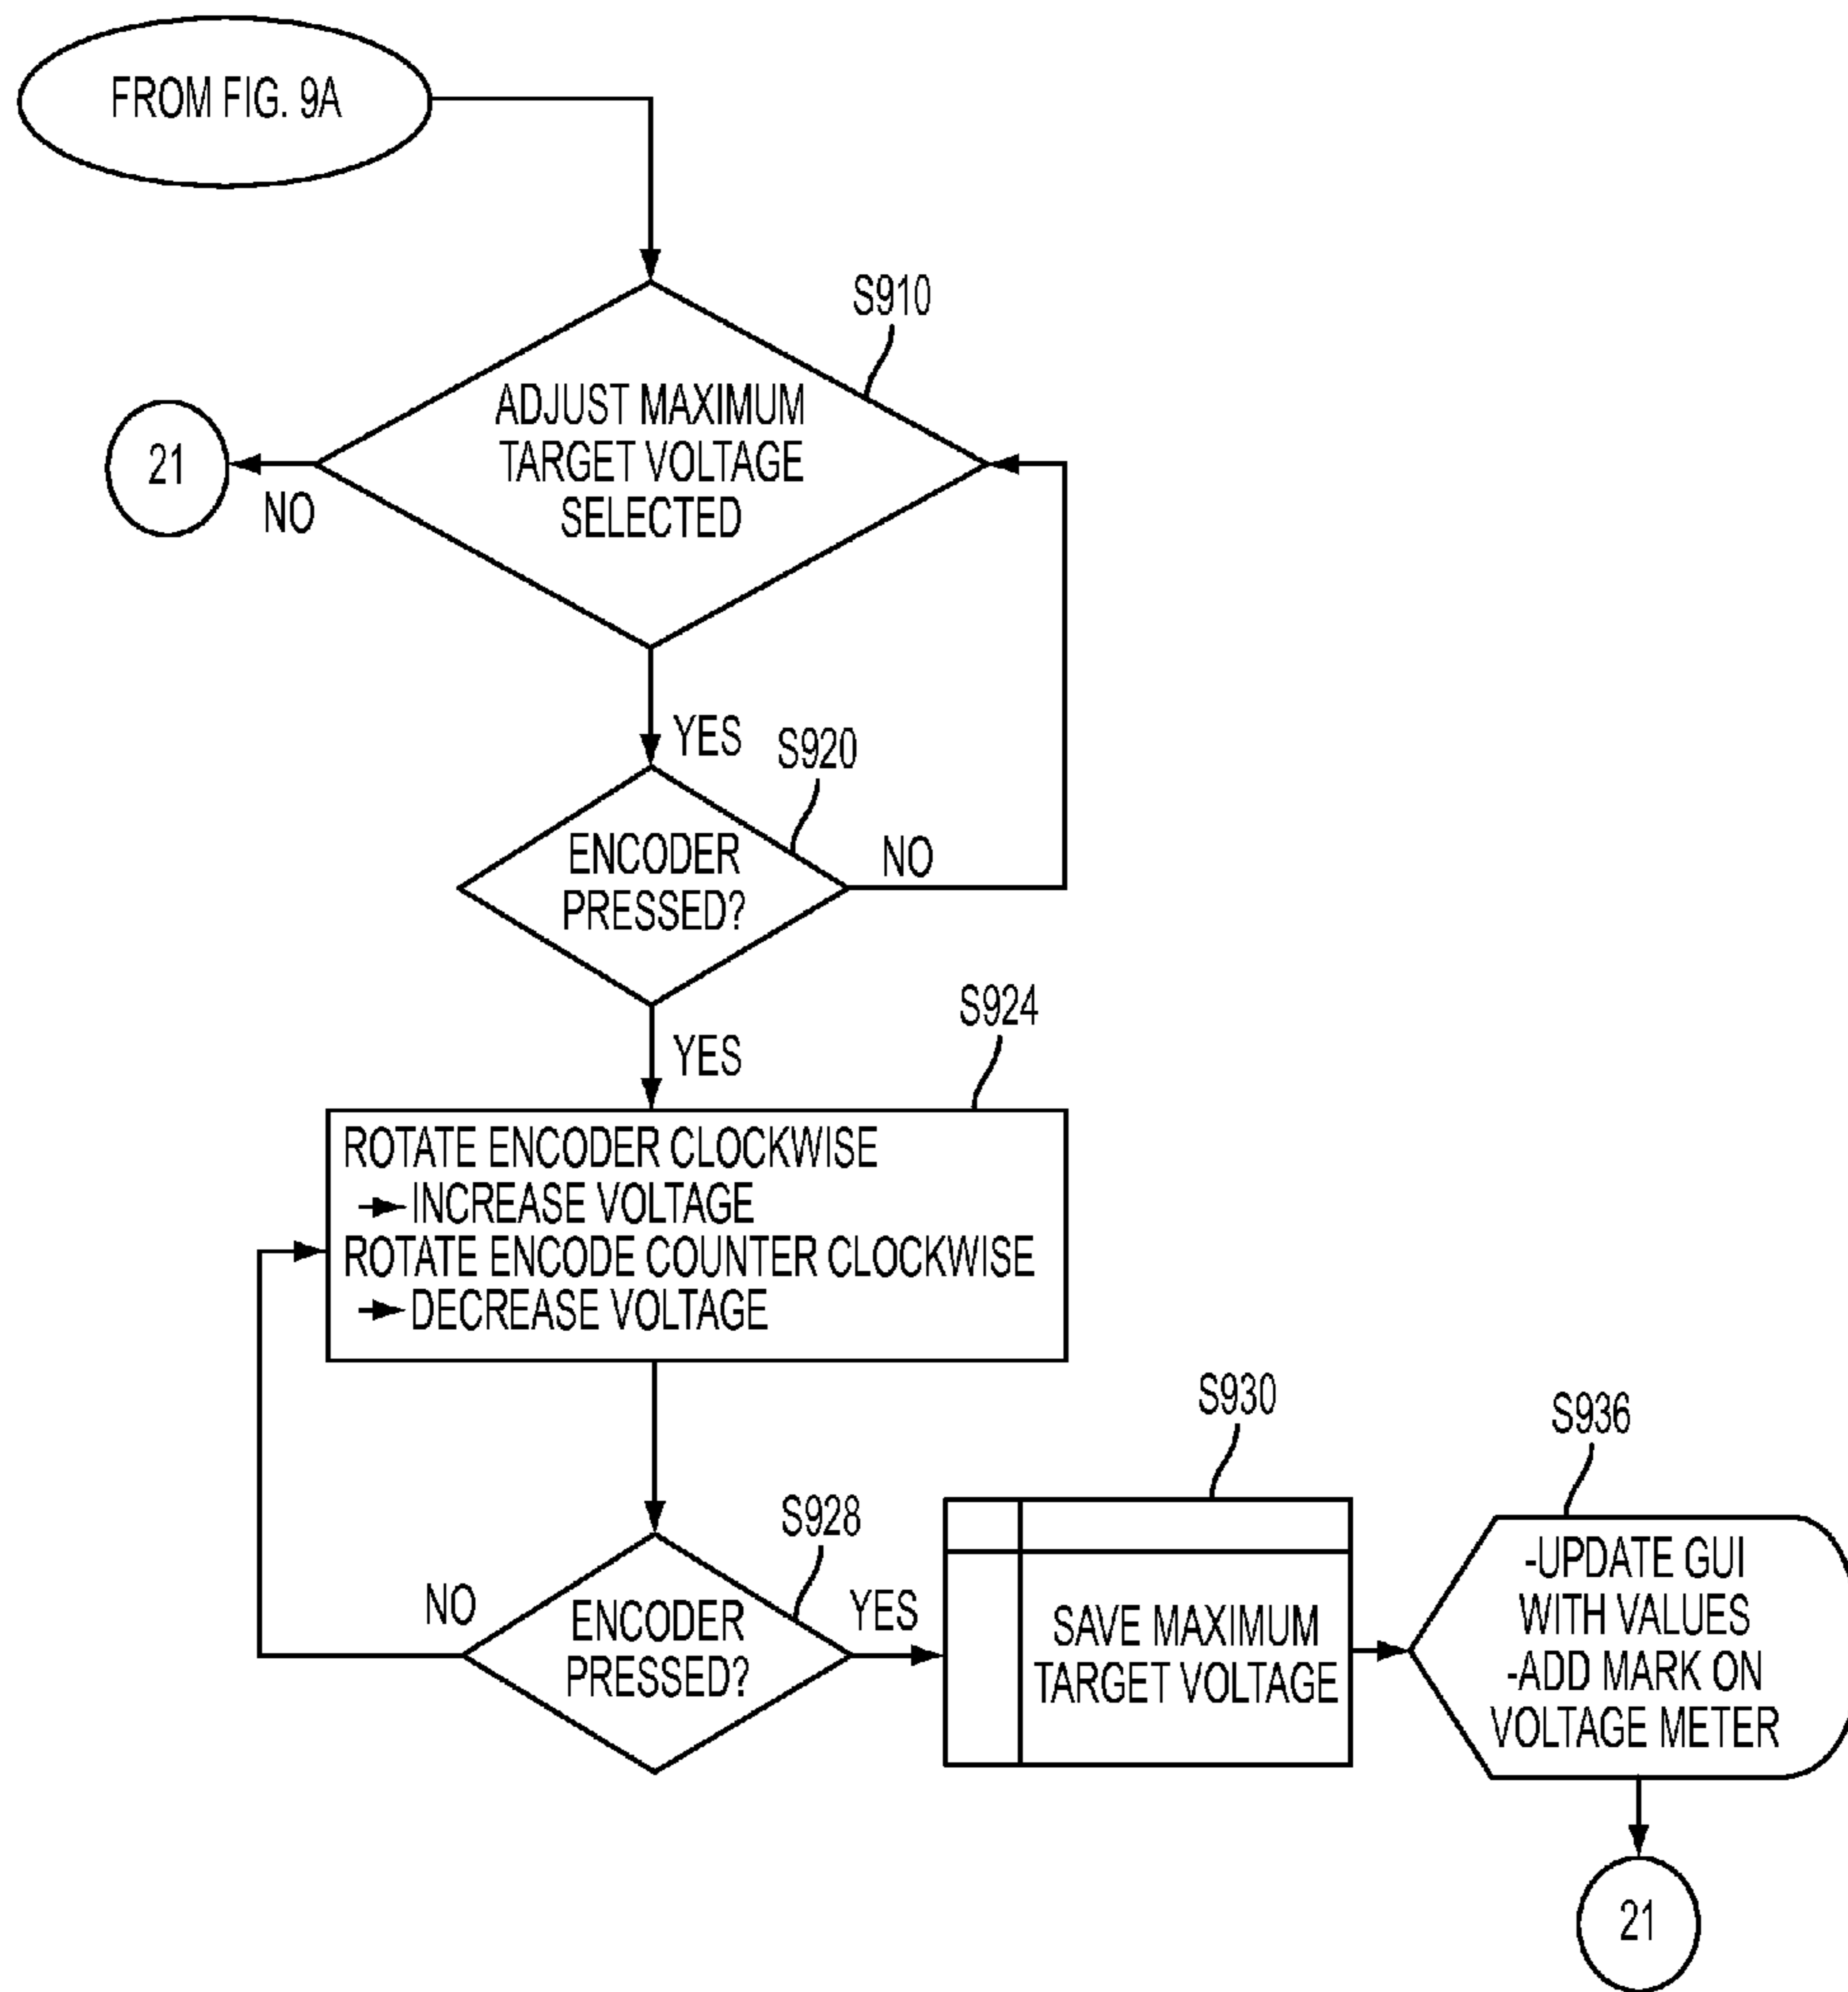 FROM FIG. 9A
S910
ADJUST MAXIMUM
TARGET VOLTAGE
SELECTED
21
NO
YES
S920
ENCODER
PRESSED?
NO
YES
S924
ROTATE ENCODER CLOCKWISE
→ INCREASE VOLTAGE
ROTATE ENCODE COUNTER CLOCKWISE
→ DECREASE VOLTAGE
S928
NO
ENCODER
PRESSED?
YES
S930
SAVE MAXIMUM
TARGET VOLTAGE
S936
-UPDATE GUI
WITH VALUES
-ADD MARK ON
VOLTAGE METER
21